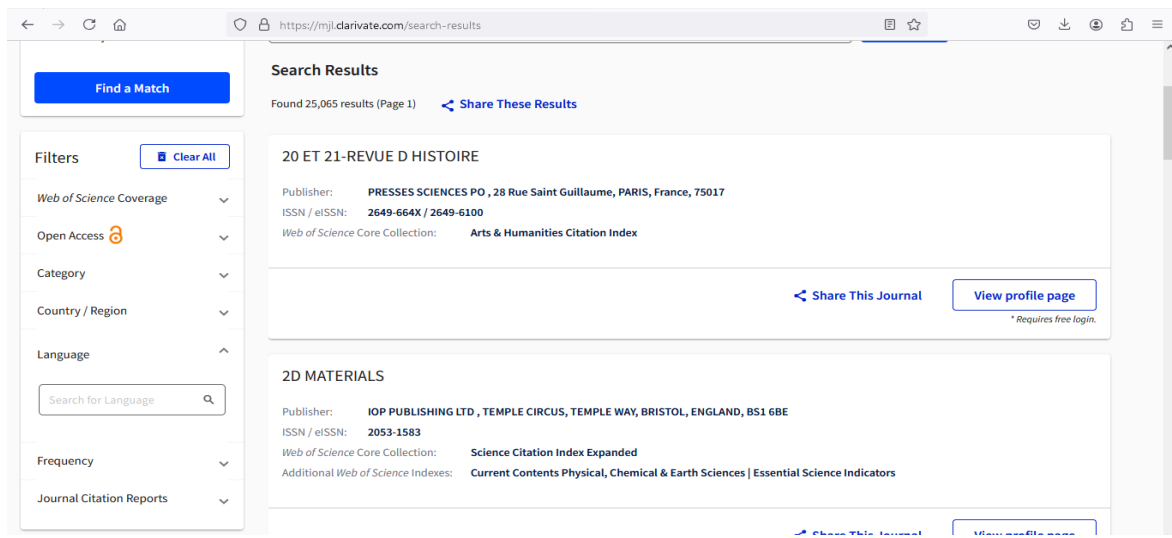 https://mjl.clarivate.com/search-results
Find a Match
Search Results
Found 25,065 results (Page 1)
Share These Results
Filters
Clear All
Web of Science Coverage
Open Access
Category
Country / Region
Language
Search for Language
Frequency
Journal Citation Reports
20 ET 21-REVUE D HISTOIRE
Publisher: PRESSES SCIENCES PO , 28 Rue Saint Guillaume, PARIS, France, 75017
ISSN / eISSN: 2649-664X / 2649-6100
Web of Science Core Collection: Arts & Humanities Citation Index
Share This Journal
View profile page
* Requires free login.
2D MATERIALS
Publisher: IOP PUBLISHING LTD , TEMPLE CIRCUS, TEMPLE WAY, BRISTOL, ENGLAND, BS1 6BE
ISSN / eISSN: 2053-1583
Web of Science Core Collection: Science Citation Index Expanded
Additional Web of Science Indexes: Current Contents Physical, Chemical & Earth Sciences | Essential Science Indicators
Share This Journal
View profile page